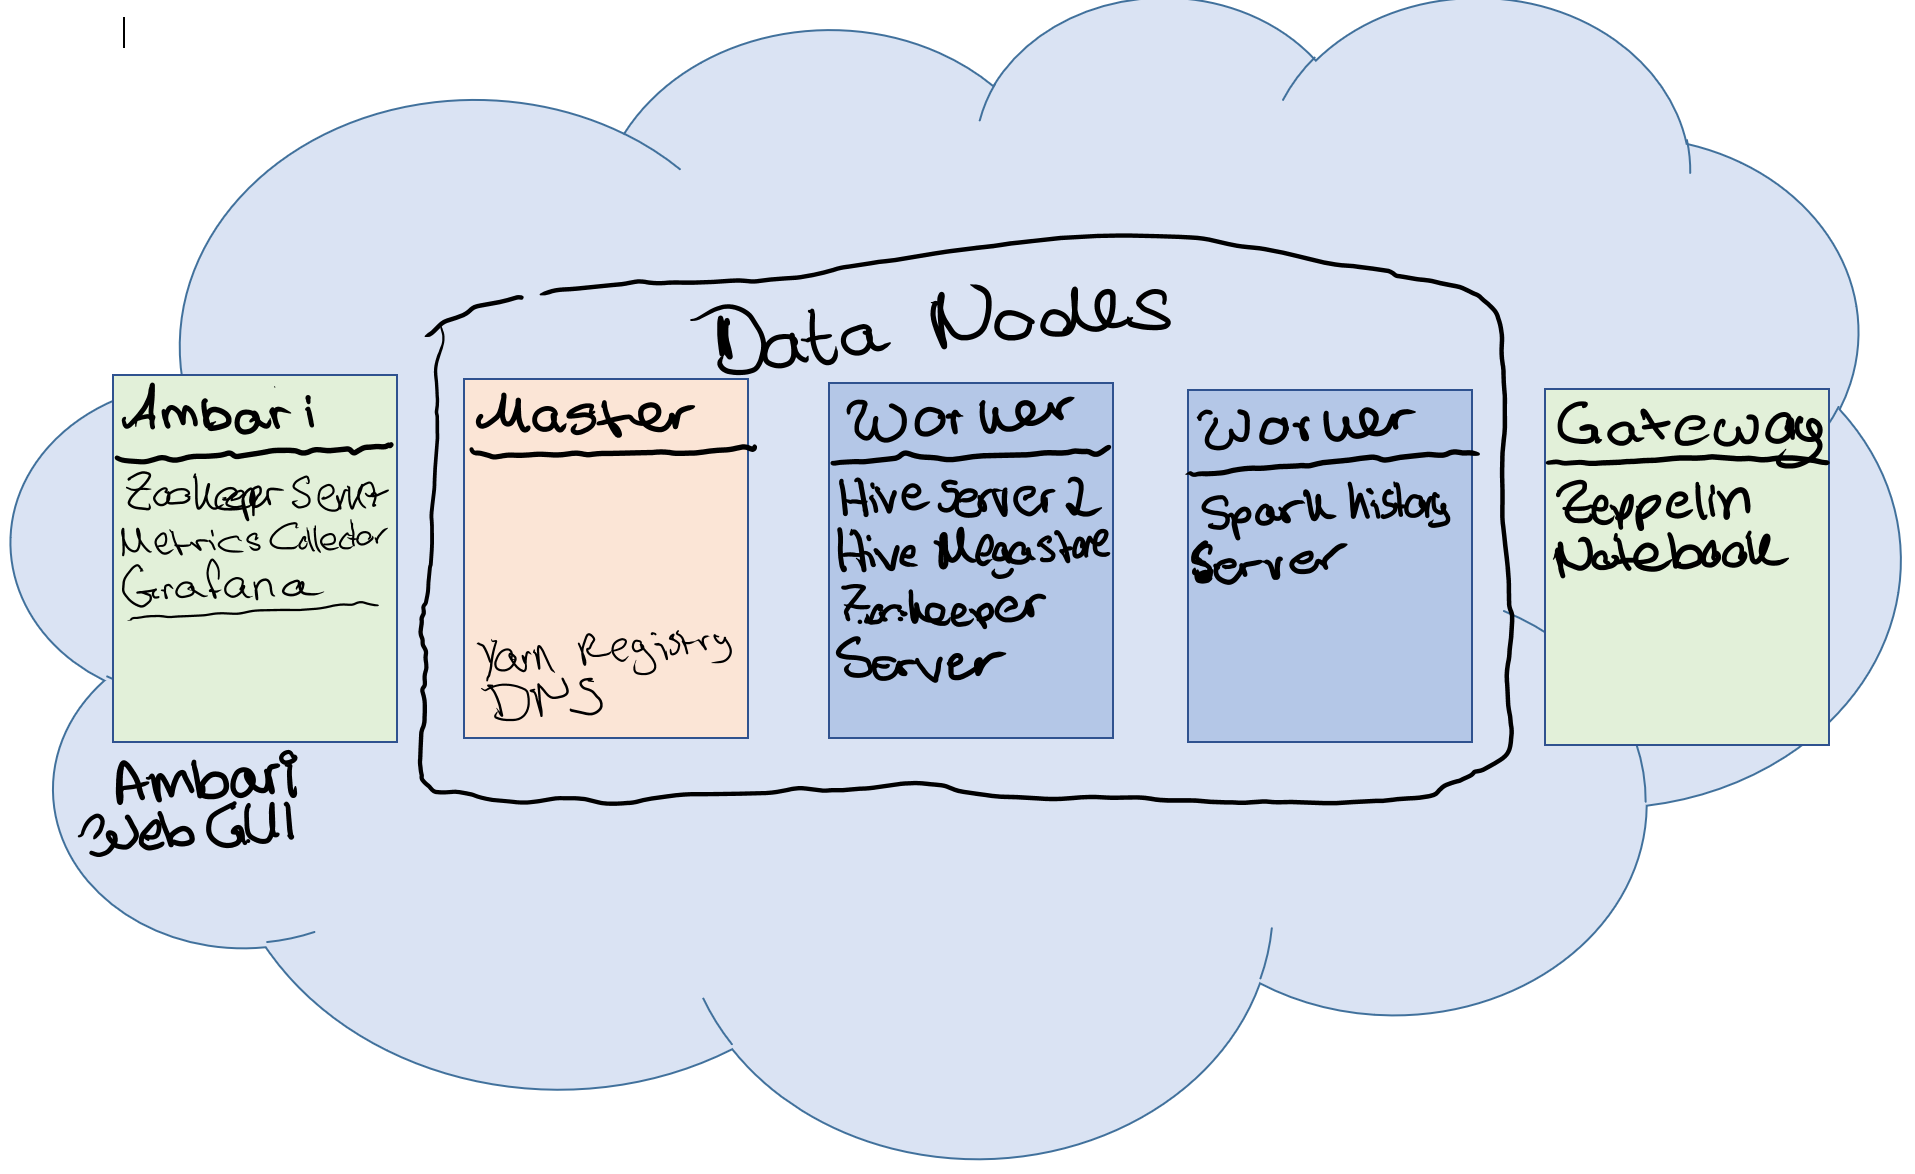 Data Nodes
Ambari
Zookeeper Server
Metrics Collector
Grafana
Ambari
Web GUI
Master
Yarn Registry
DNS
Worker
Hive Server 2
Hive Megastore
Zookeeper
Server
Worker
Spark history
Server
Gateway
Zeppelin
Notebook